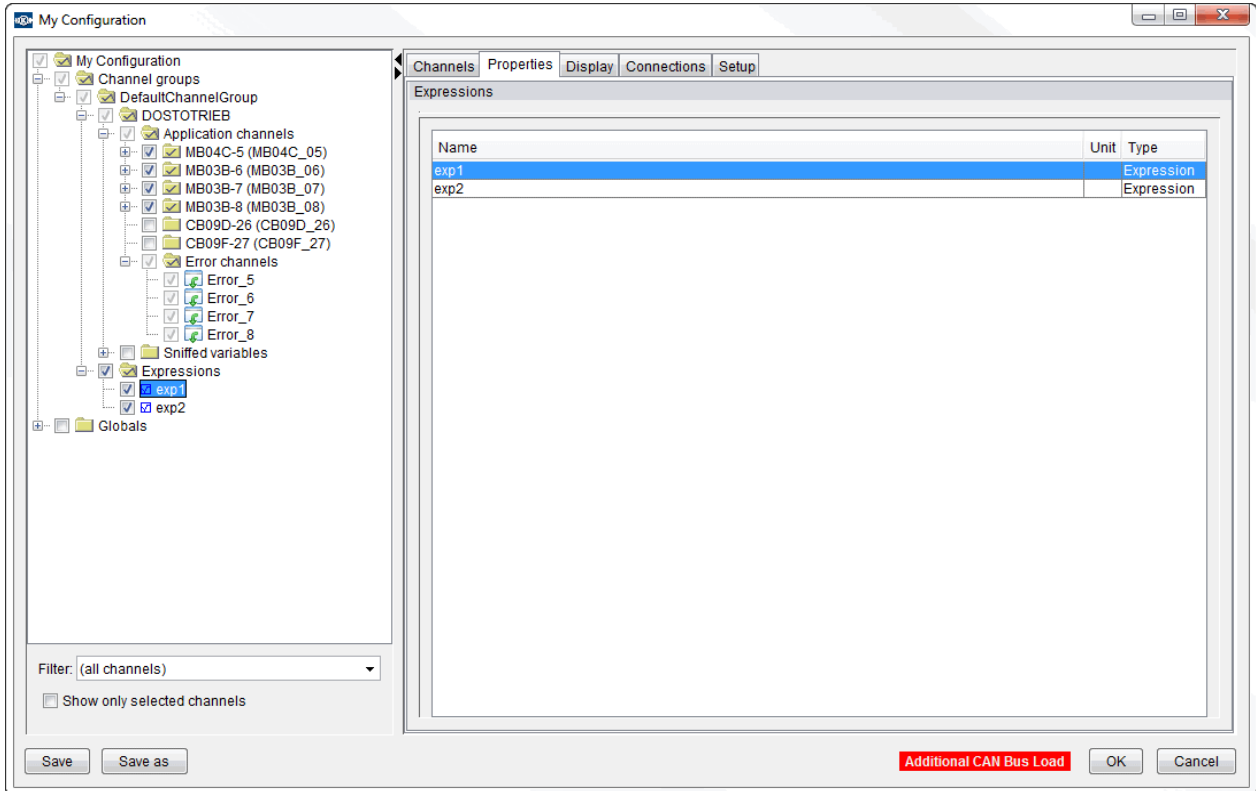 My Configuration
My Configuration
Channel groups
DefaultChannelGroup
DOSTOTRIEB
Application channels
MB04C-5 (MB04C_05)
MB03B-6 (MB03B_06)
MB03B-7 (MB03B_07)
MB03B-8 (MB03B_08)
CB09D-26 (CB09D_26)
CB09F-27 (CB09F_27)
Error channels
Error_5
Error_6
Error_7
Error_8
Sniffed variables
Expressions
exp1
exp2
Globals
Filter: (all channels)
Show only selected channels
Channels Properties Display Connections Setup
Expressions
Name Unit Type
exp1 Expression
exp2 Expression
Save Save as Additional CAN Bus Load OK Cancel